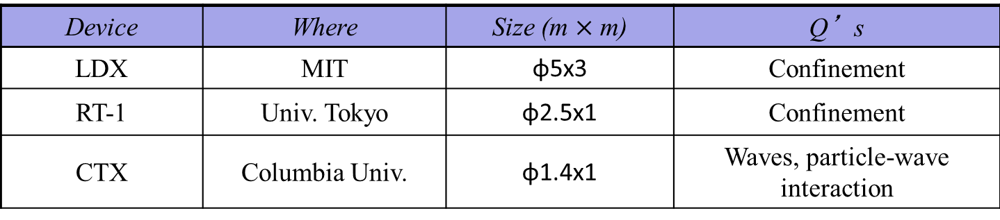 Device Where Size (m × m) Q’ s
LDX MIT ϕ5x3 Confinement
RT-1 Univ. Tokyo ϕ2.5x1 Confinement
CTX Columbia Univ. ϕ1.4x1 Waves, particle-wave
interaction